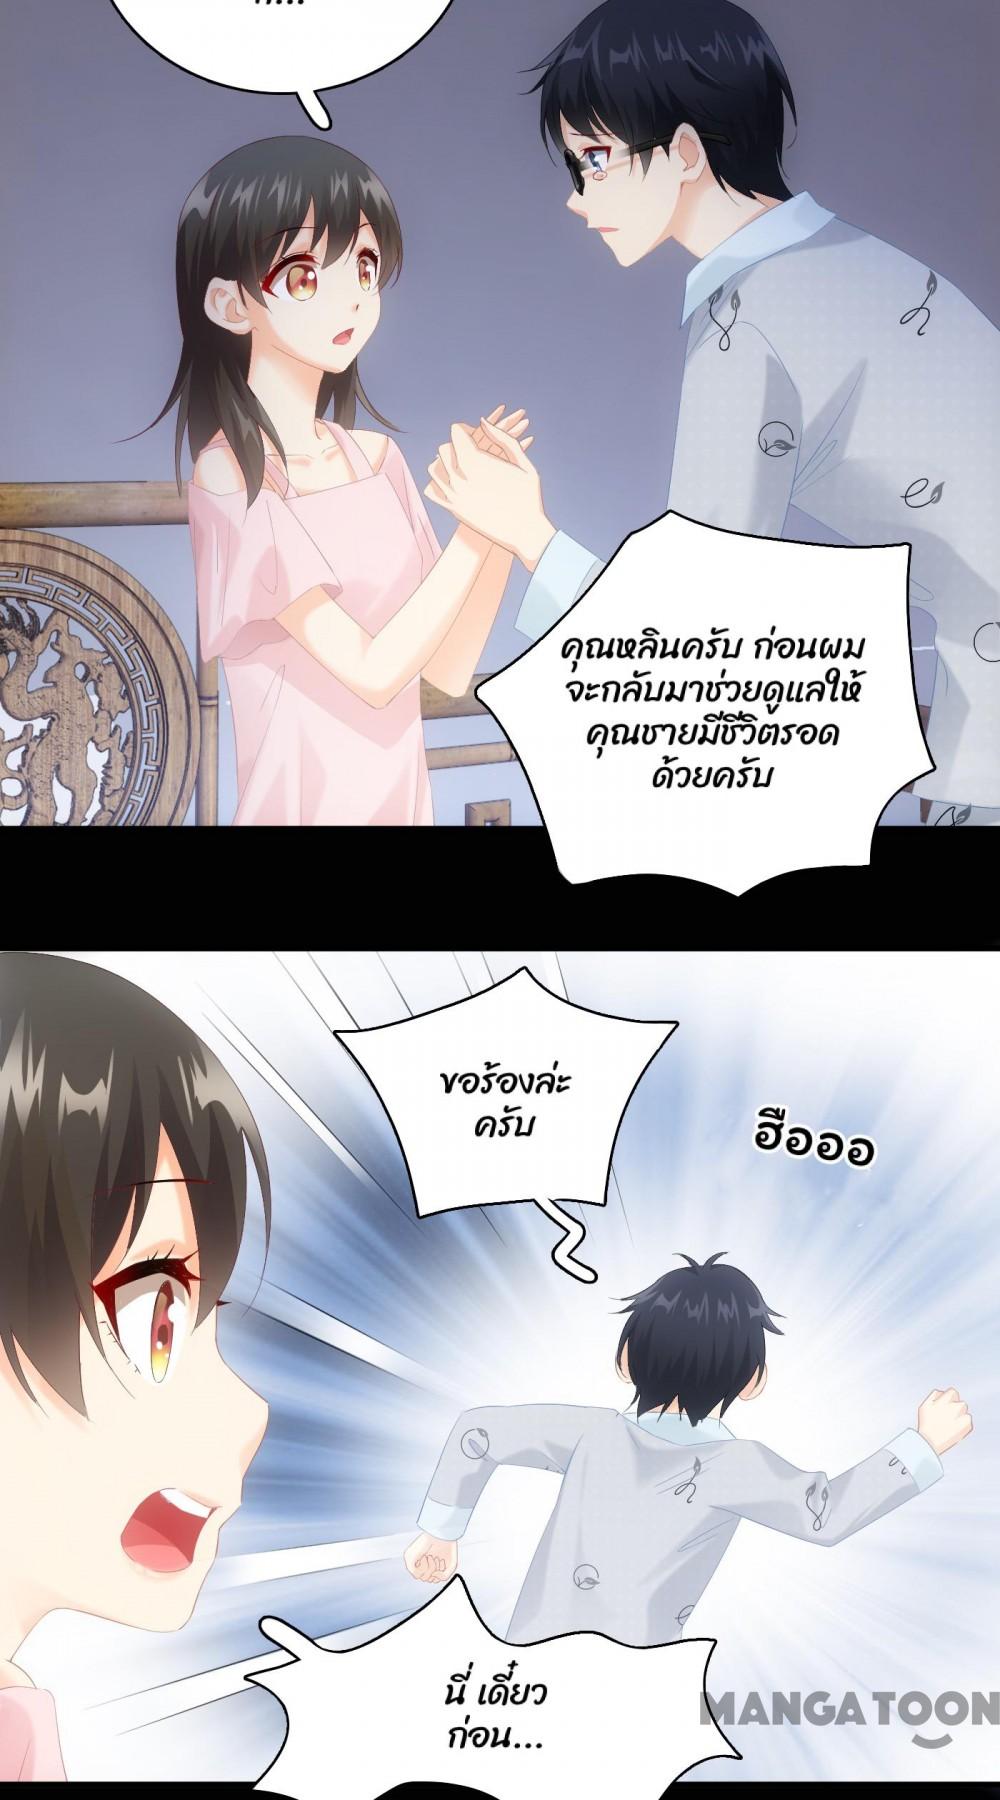 คุณหลินครับ ก่อนผม
จะกลับมาช่วยดูแลให้
คุณชายมีชีวิตรอด
ด้วยครับ
ขอร้องล่ะ
ครับ
ฮือออ
นี่ เดี๋ยว
ก่อน...
MANGATOON